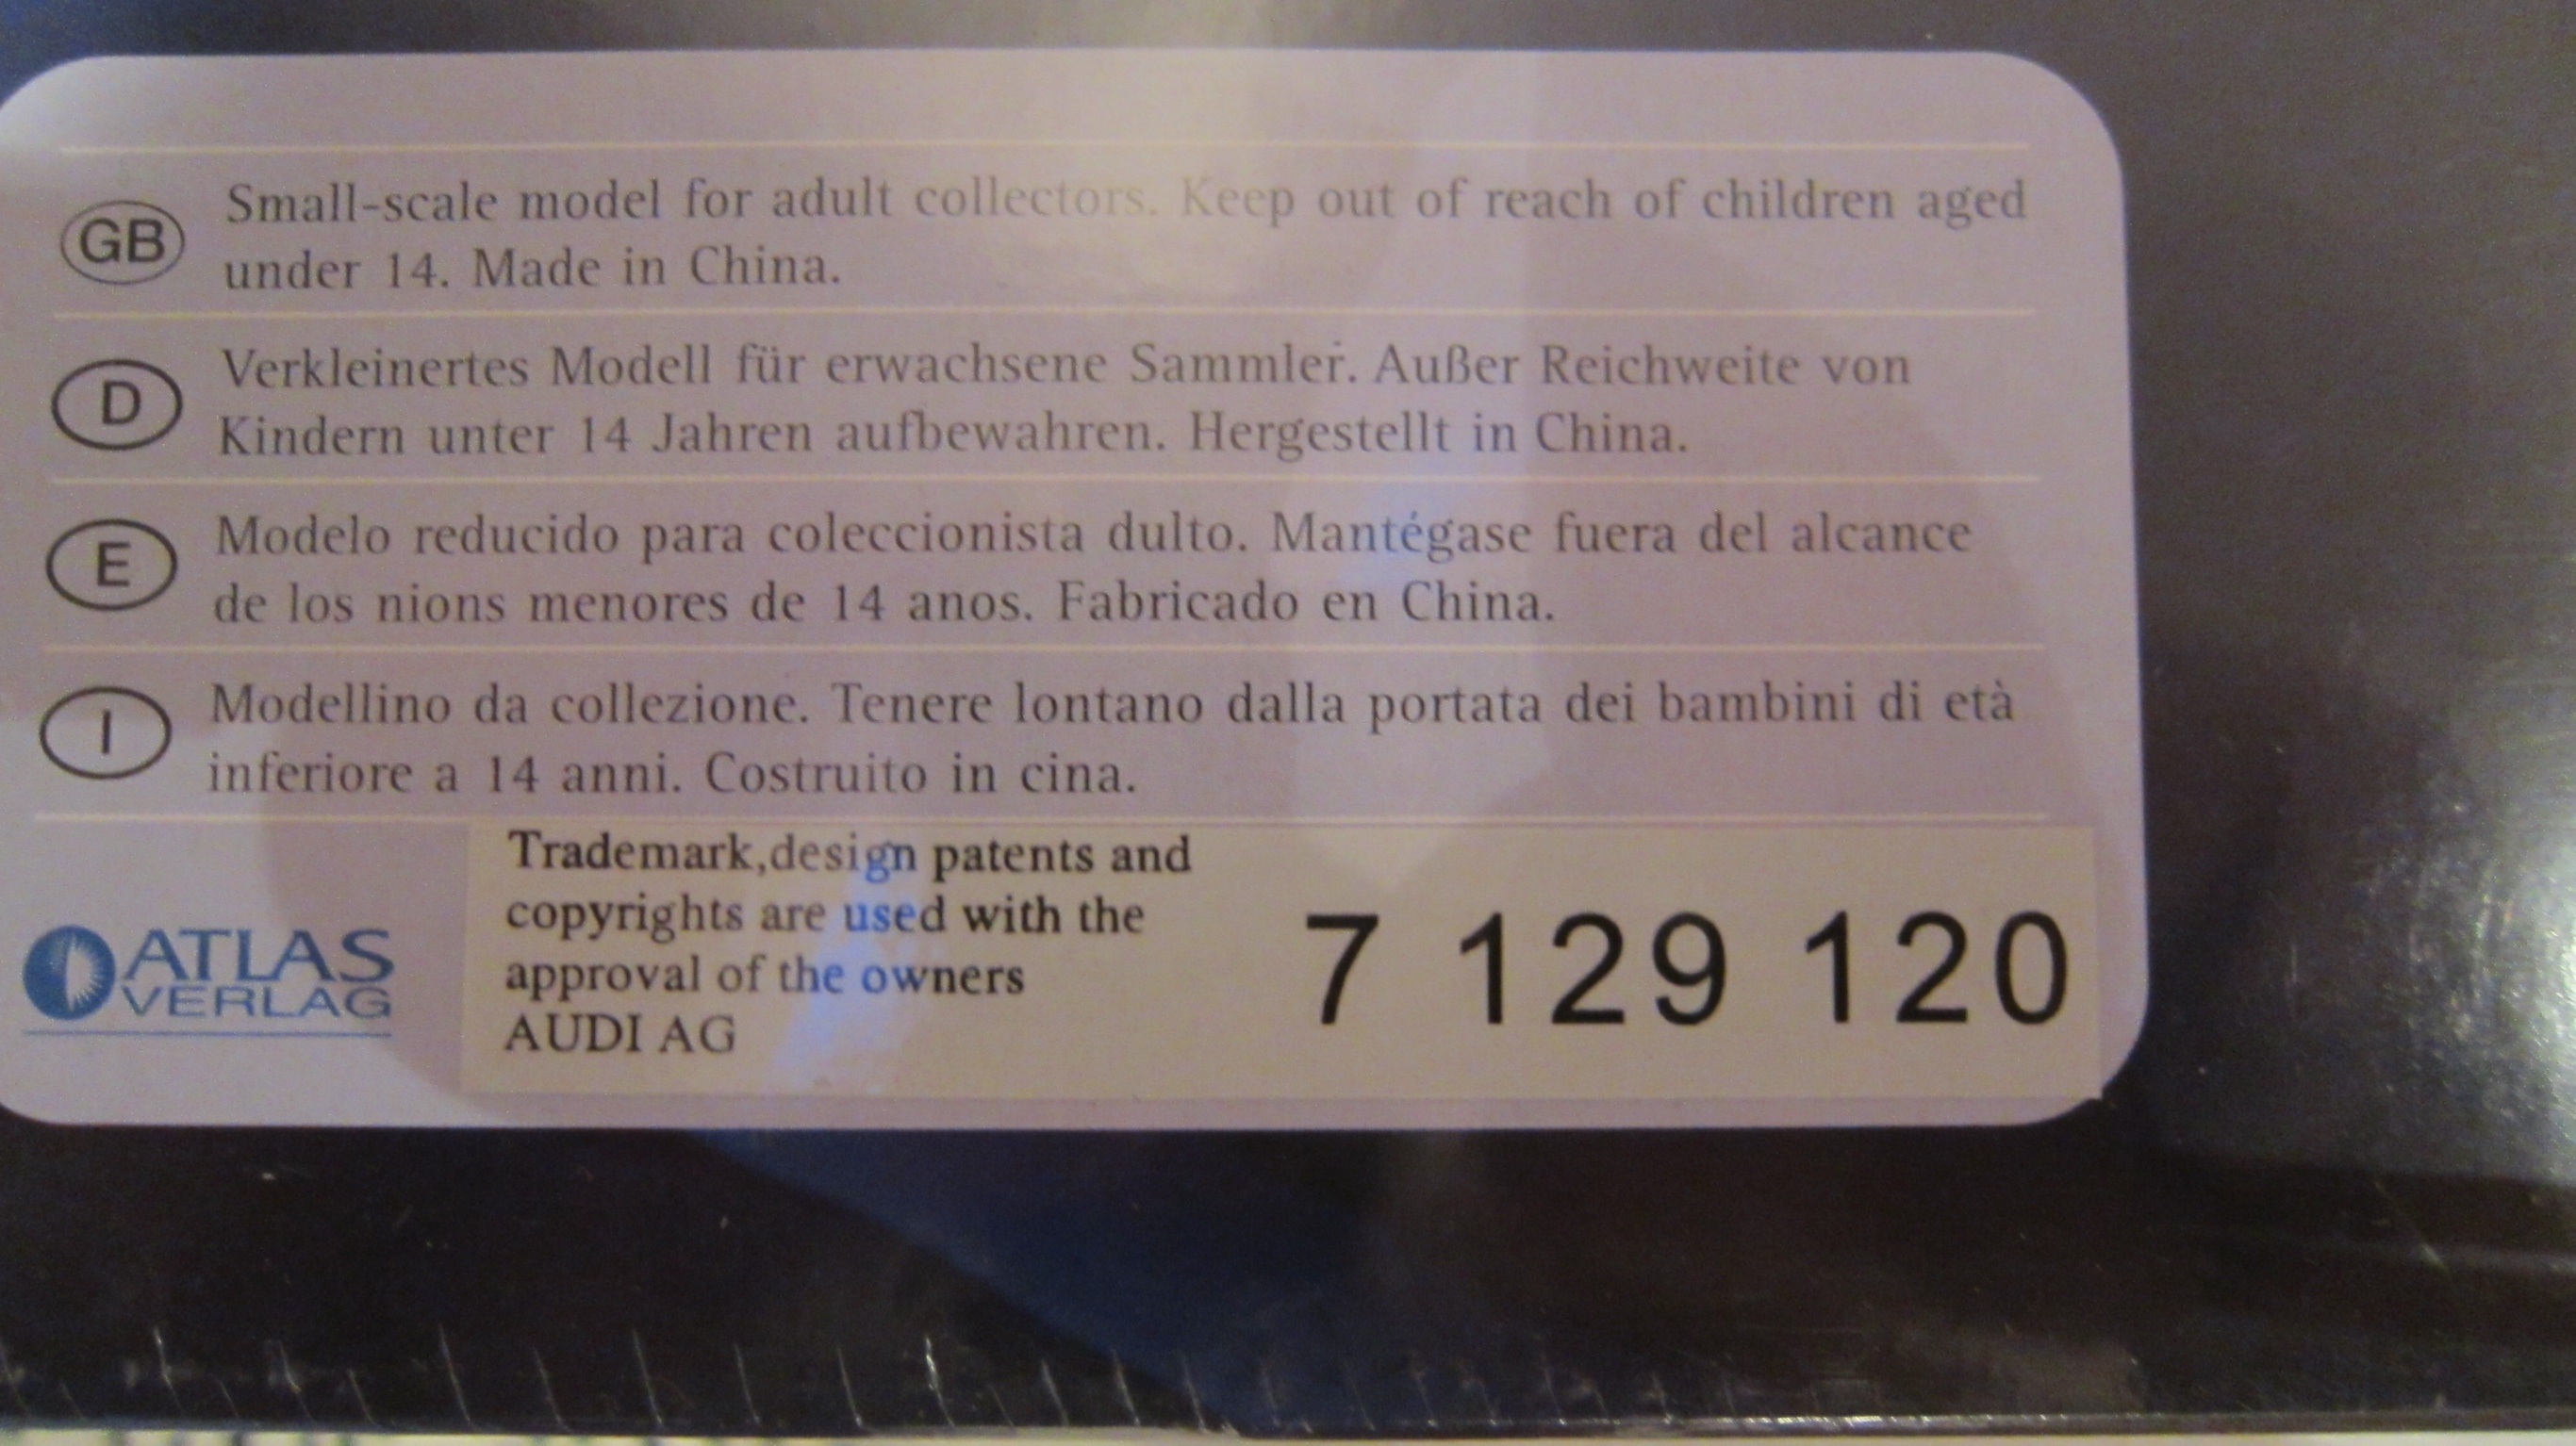 GB
Small-scale model for adult collectors. Keep out of reach of children aged
under 14. Made in China.
D
Verkleinertes Modell für erwachsene Sammler. Außer Reichweite von
Kindern unter 14 Jahren aufbewahren. Hergestellt in China.
E
Modelo reducido para coleccionista dulto. Mantégase fuera del alcance
de los nions menores de 14 anos. Fabricado en China.
I
Modellino da collezione. Tenere lontano dalla portata dei bambini di età
inferiore a 14 anni. Costruito in cina.
ATLAS
VERLAG
Trademark,design patents and
copyrights are used with the
approval of the owners
AUDI AG
7 129 120